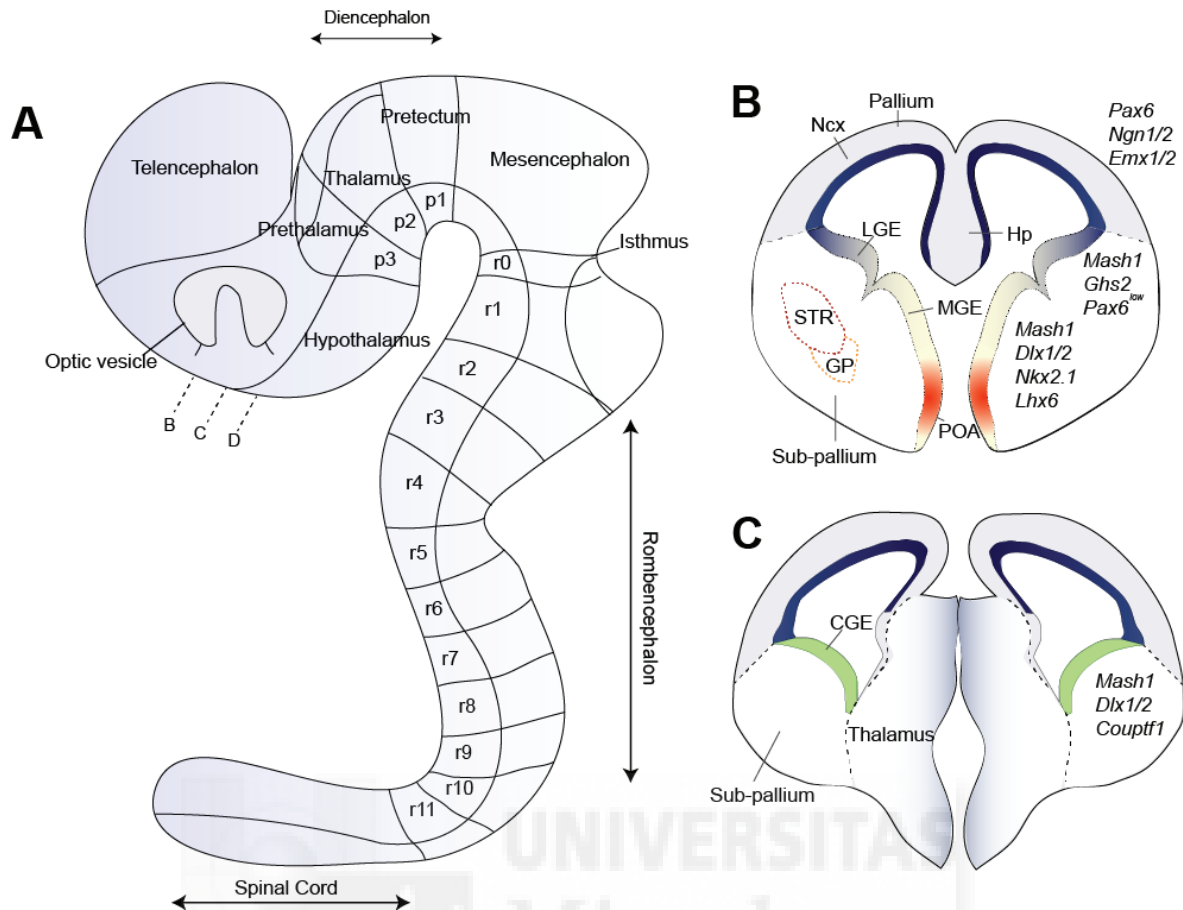 Diencephalon
A
Telencephalon
Pretectum
Mesencephalon
Thalamus
p1
p2
Prethalamus
p3
Isthmus
r0
r1
Optic vesicle
Hypothalamus
r2
r3
r4
r5
r6
r7
r8
r9
r10
r11
B
C
D
Rombencephalon
Spinal Cord
B
Pallium
Ncx
Pax6
Ngn1/2
Emx1/2
LGE
Hp
Mash1
Ghs2
Pax6low
MGE
STR
GP
Mash1
Dlx1/2
Nkx2.1
Lhx6
POA
Sub-pallium
C
CGE
Mash1
Dlx1/2
Couptf1
Thalamus
Sub-pallium
UNIVERSITAS